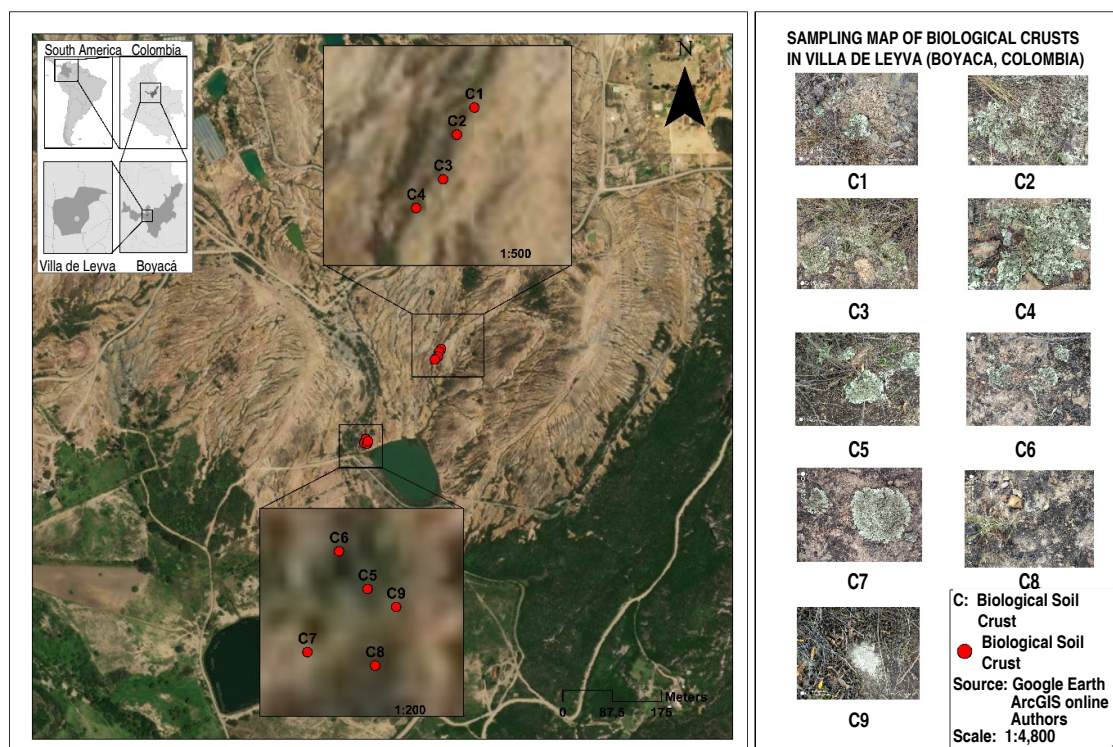 South America Colombia
Villa de Leyva Boyacá
C1
C2
C3
C4
1:500
N
C6
C5
C9
C7
C8
1:200
Meters
0 87,5 175
SAMPLING MAP OF BIOLOGICAL CRUSTS
IN VILLA DE LEYVA (BOYACA, COLOMBIA)
C1 C2
C3 C4
C5 C6
C7 C8
C9
C: Biological Soil
Crust
Biological Soil
Crust
Source: Google Earth
ArcGIS online
Authors
Scale: 1:4,800